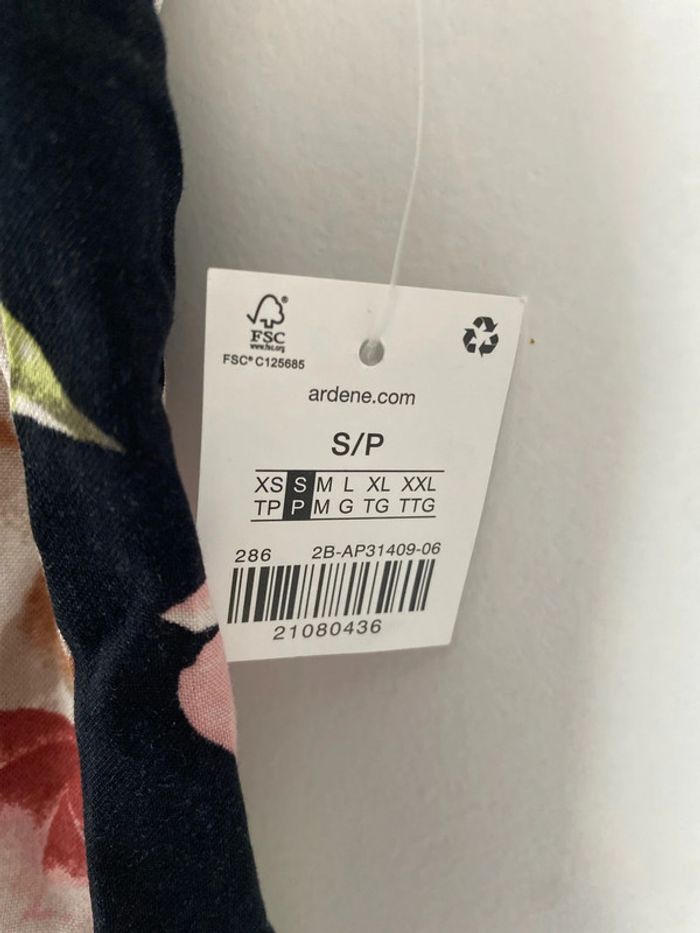 FSC®
www.fsc.org
FSC® C125685
ardene.com
S/P
XS S M L XL XXL
TP P M G TG TTG
286 2B-AP31409-06
21080436